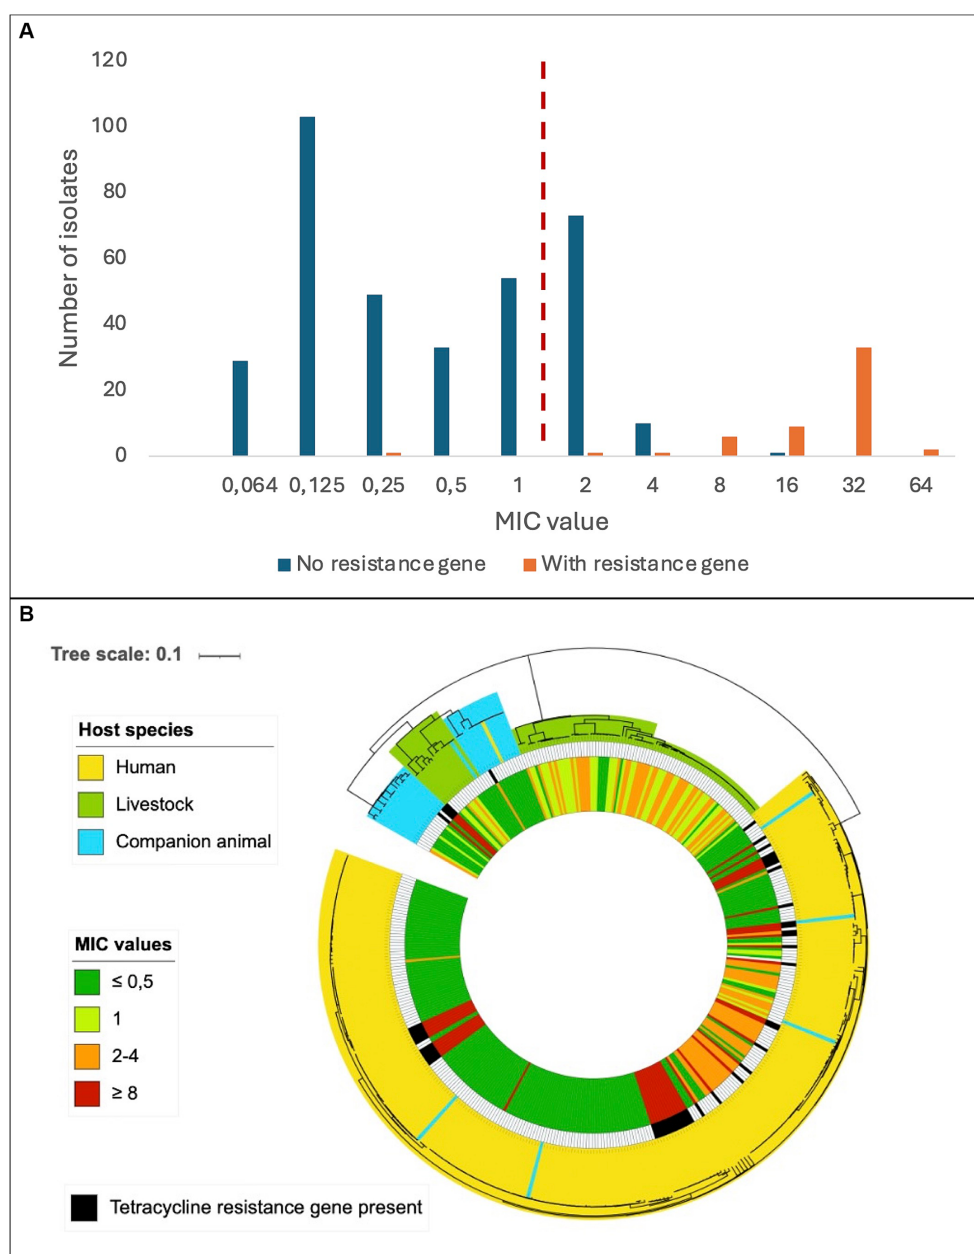 A
120
100
80
60
40
20
0
Number of isolates
0,064 0,125 0,25 0,5 1 2 4 8 16 32 64
MIC value
No resistance gene With resistance gene
B
Tree scale: 0.1
Host species
Human
Livestock
Companion animal
MIC values
≤ 0,5
1
2-4
≥ 8
Tetracycline resistance gene present